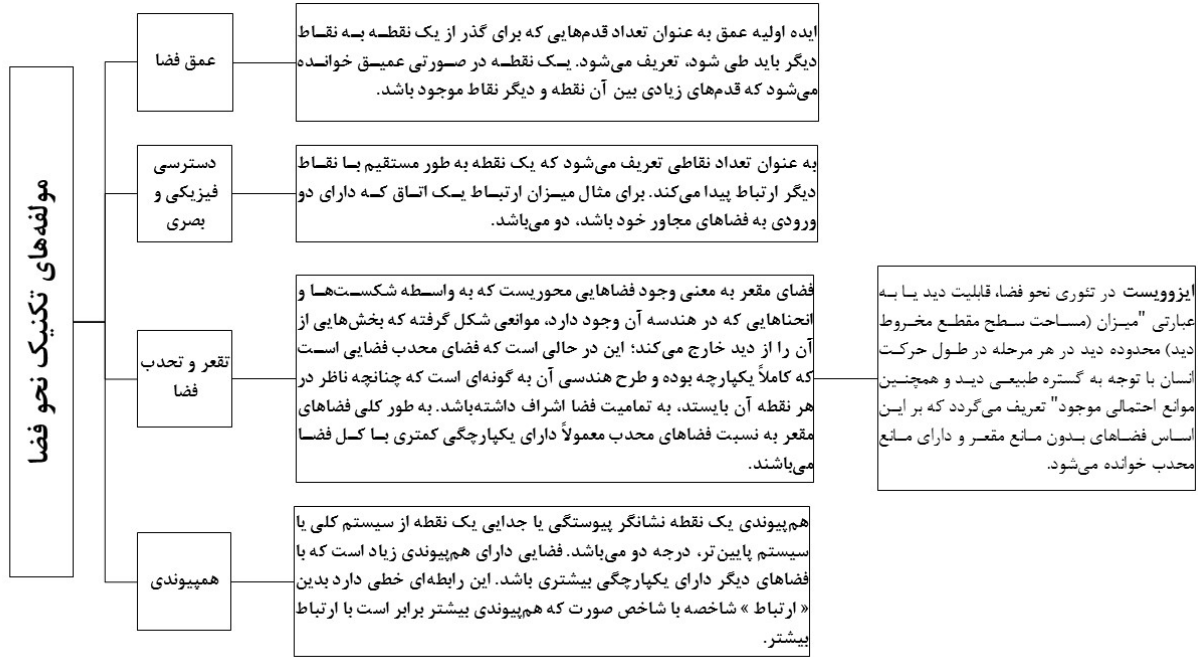 مولفه‌های تکنیک نحو فضا
عمق فضا
ایده اولیه عمق به عنوان تعداد قدم‌هایی که برای گذر از یک نقطه به نقاط
دیگر باید طی شود، تعریف می‌شود. یک نقطه در صورتی عمیق خوانده
می‌شود که قدم‌های زیادی بین آن نقطه و دیگر نقاط موجود باشد.
دسترسی
فیزیکی و
بصری
به عنوان تعداد نقاطی تعریف می‌شود که یک نقطه به طور مستقیم با نقاط
دیگر ارتباط پیدا می‌کند. برای مثال میزان ارتباط یک اتاق که دارای دو
ورودی به فضاهای مجاور خود باشد، دو می‌باشد.
تقعر و تحدب
فضا
فضای مقعر به معنی وجود فضاهایی محوریست که به واسطه شکست‌ها و
انحناهایی که در هندسه آن وجود دارد، موانعی شکل گرفته که بخش‌هایی از
آن را از دید خارج می‌کند؛ این در حالی است که فضای محدب فضایی است
که کاملاً یکپارچه بوده و طرح هندسی آن به گونه‌ای است که چنانچه ناظر در
هر نقطه آن بایستد، به تمامیت فضا اشراف داشته‌باشد. به طور کلی فضاهای
مقعر به نسبت فضاهای محدب معمولاً دارای یکپارچگی کمتری با کل فضا
می‌باشند.
ایزوویست در تئوری نحو فضا، قابلیت دید یا به
عبارتی "میزان (مساحت سطح مقطع مخروط
دید) محدوده دید در هر مرحله در طول حرکت
انسان با توجه به گستره طبیعی دید و همچنین
موانع احتمالی موجود" تعریف می‌گردد که بر این
اساس فضاهای بدون مانع مقعر و دارای مانع
محدب خوانده می‌شود.
همپیوندی
هم‌پیوندی یک نقطه نشانگر پیوستگی یا جدایی یک نقطه از سیستم کلی یا
سیستم پایین‌تر، درجه دو می‌باشد. فضایی دارای هم‌پیوندی زیاد است که با
فضاهای دیگر دارای یکپارچگی بیشتری باشد. این رابطه‌ای خطی دارد بدین
« ارتباط » شاخصه با شاخص صورت که هم‌پیوندی بیشتر برابر است با ارتباط
بیشتر.